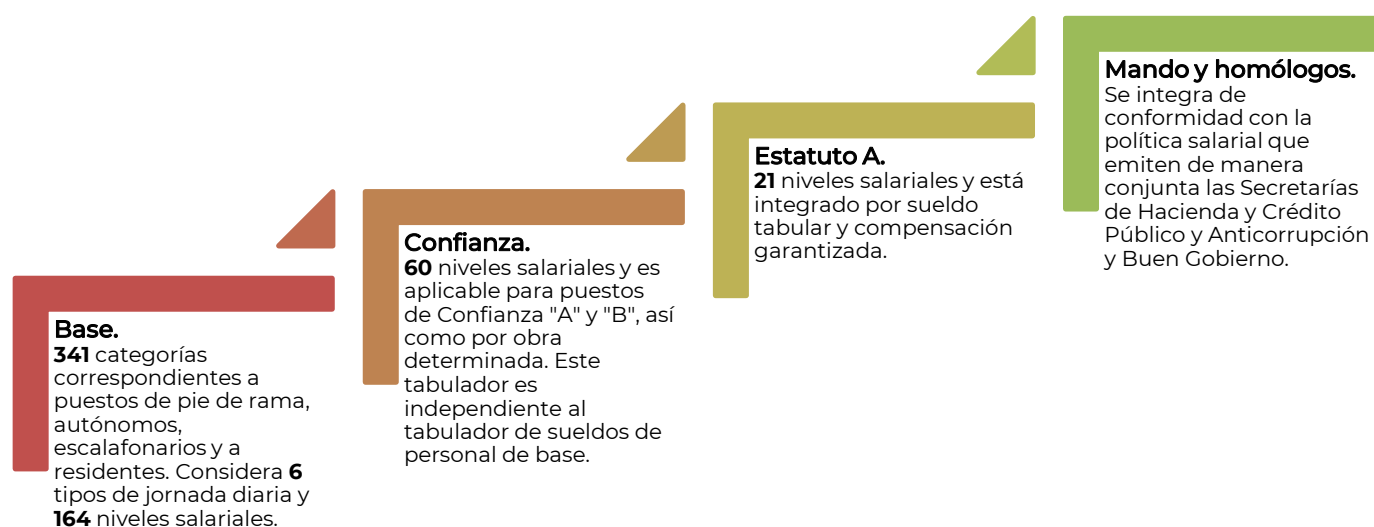 Base.
341 categorías
correspondientes a
puestos de pie de rama,
autónomos,
escalafonarios y a
residentes. Considera 6
tipos de jornada diaria y
164 niveles salariales.
Confianza.
60 niveles salariales y es
aplicable para puestos
de Confianza "A" y "B", así
como por obra
determinada. Este
tabulador es
independiente al
tabulador de sueldos de
personal de base.
Estatuto A.
21 niveles salariales y está
integrado por sueldo
tabular y compensación
garantizada.
Mando y homólogos.
Se integra de
conformidad con la
política salarial que
emiten de manera
conjunta las Secretarías
de Hacienda y Crédito
Público y Anticorrupción
y Buen Gobierno.